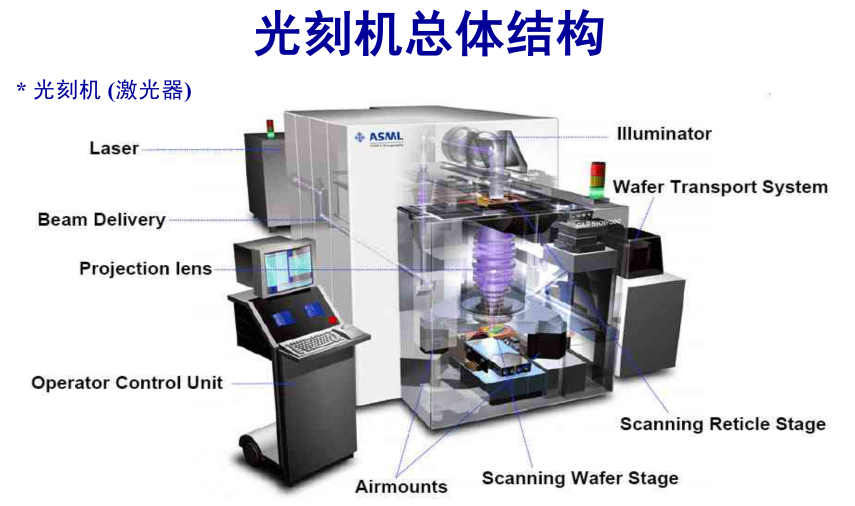 光刻机总体结构
* 光刻机 (激光器)
ASML
Illuminator
Laser
Wafer Transport System
Beam Delivery
Projection lens
Operator Control Unit
Scanning Reticle Stage
Scanning Wafer Stage
Airmounts